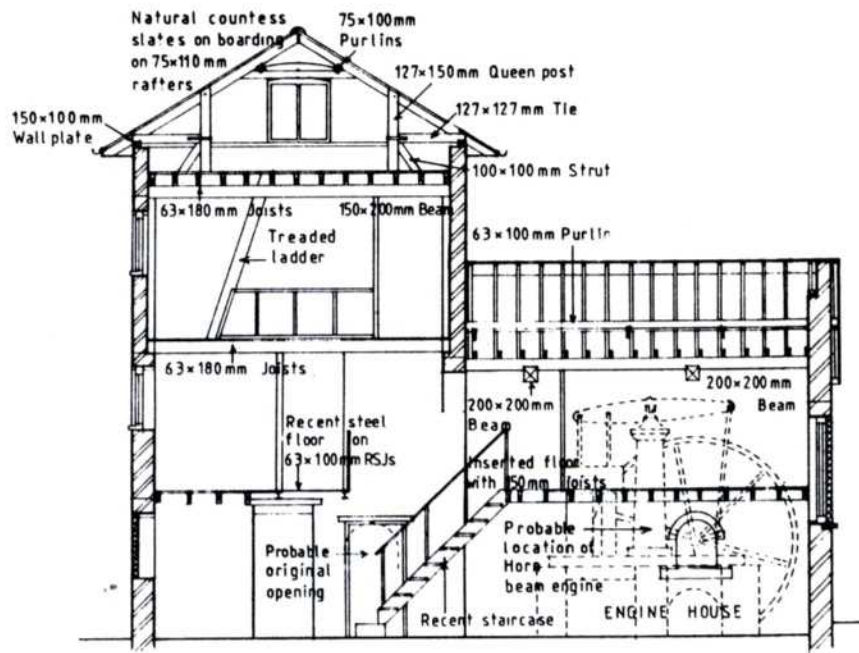 Natural countess
slates on boarding
on 75×110 mm
rafters
75×100mm
Purlins
127×150mm Queen post
127×127mm Tie
150×100mm
Wall plate
100×100mm Strut
63×180mm Joists
150×200mm Beam
Treaded
ladder
63×100mm Purlin
63×180mm Joists
200×200mm
Beam
200×200mm
Beam
Recent steel
floor on
63×100mm RSJs
Inserted floor
with 150mm Joists
Probable
original
opening
Probable
location of
Horn
beam engine
Recent staircase
ENGINE HOUSE